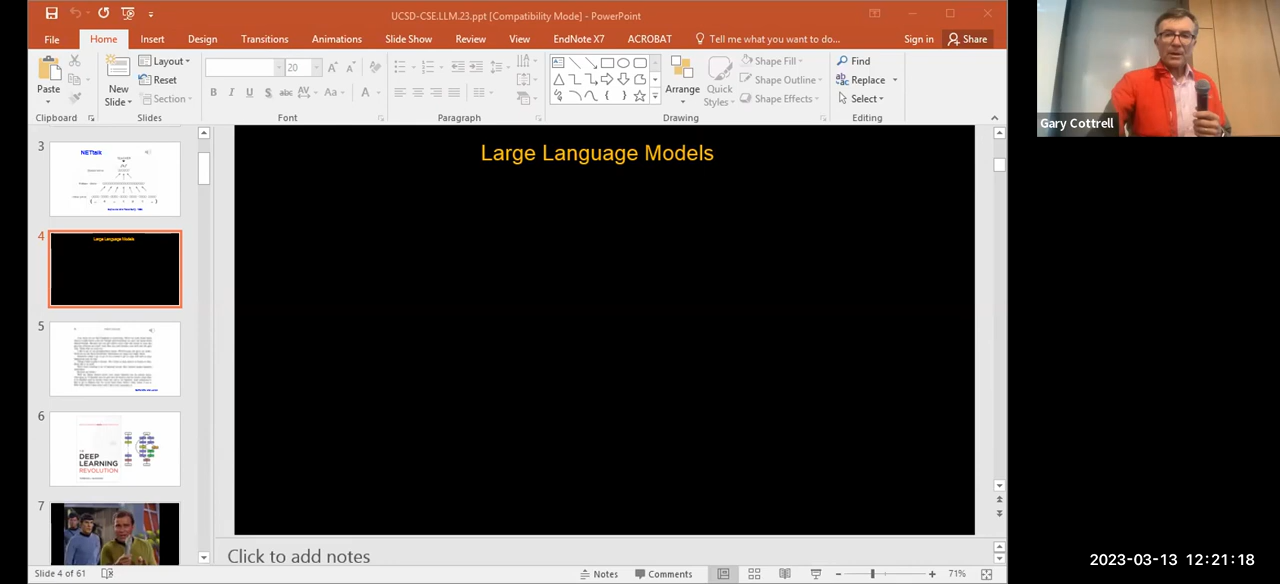 UCSD-CSE.LLM.23.ppt [Compatibility Mode] - PowerPoint
File Home Insert Design Transitions Animations Slide Show Review View EndNote X7 ACROBAT Tell me what you want to do... Sign in Share
Paste
Clipboard
New Slide
Layout
Reset
Section
Slides
20
B I U S abc AV Aa A
Font
Paragraph
Arrange
Quick Styles
Shape Fill
Shape Outline
Shape Effects
Drawing
Find
Replace
Select
Editing
Gary Cottrell
3
NETtalk
4
Large Language Models
5
6
DEEP
LEARNING
REVOLUTION
7
Large Language Models
Click to add notes
Slide 4 of 61
Notes
Comments
71%
2023-03-13 12:21:18